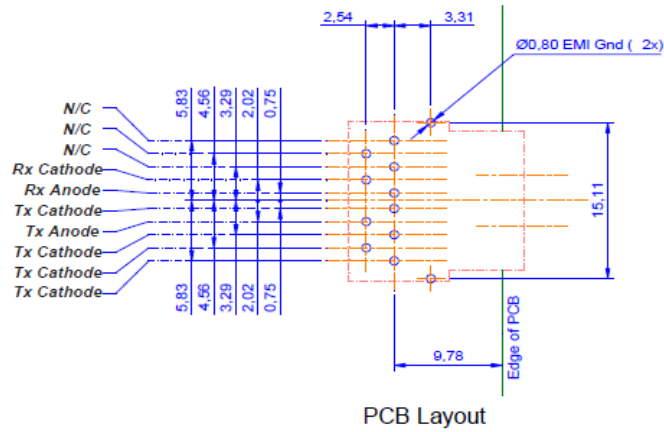 2,54
3,31
Ø0,80 EMI Gnd ( 2x)
5,83
4,56
3,29
2,02
0,75
N/C
N/C
N/C
Rx Cathode
Rx Anode
Tx Cathode
Tx Anode
Tx Cathode
Tx Cathode
Tx Cathode
15,11
5,83
4,56
3,29
2,02
0,75
9,78
Edge of PCB
PCB Layout